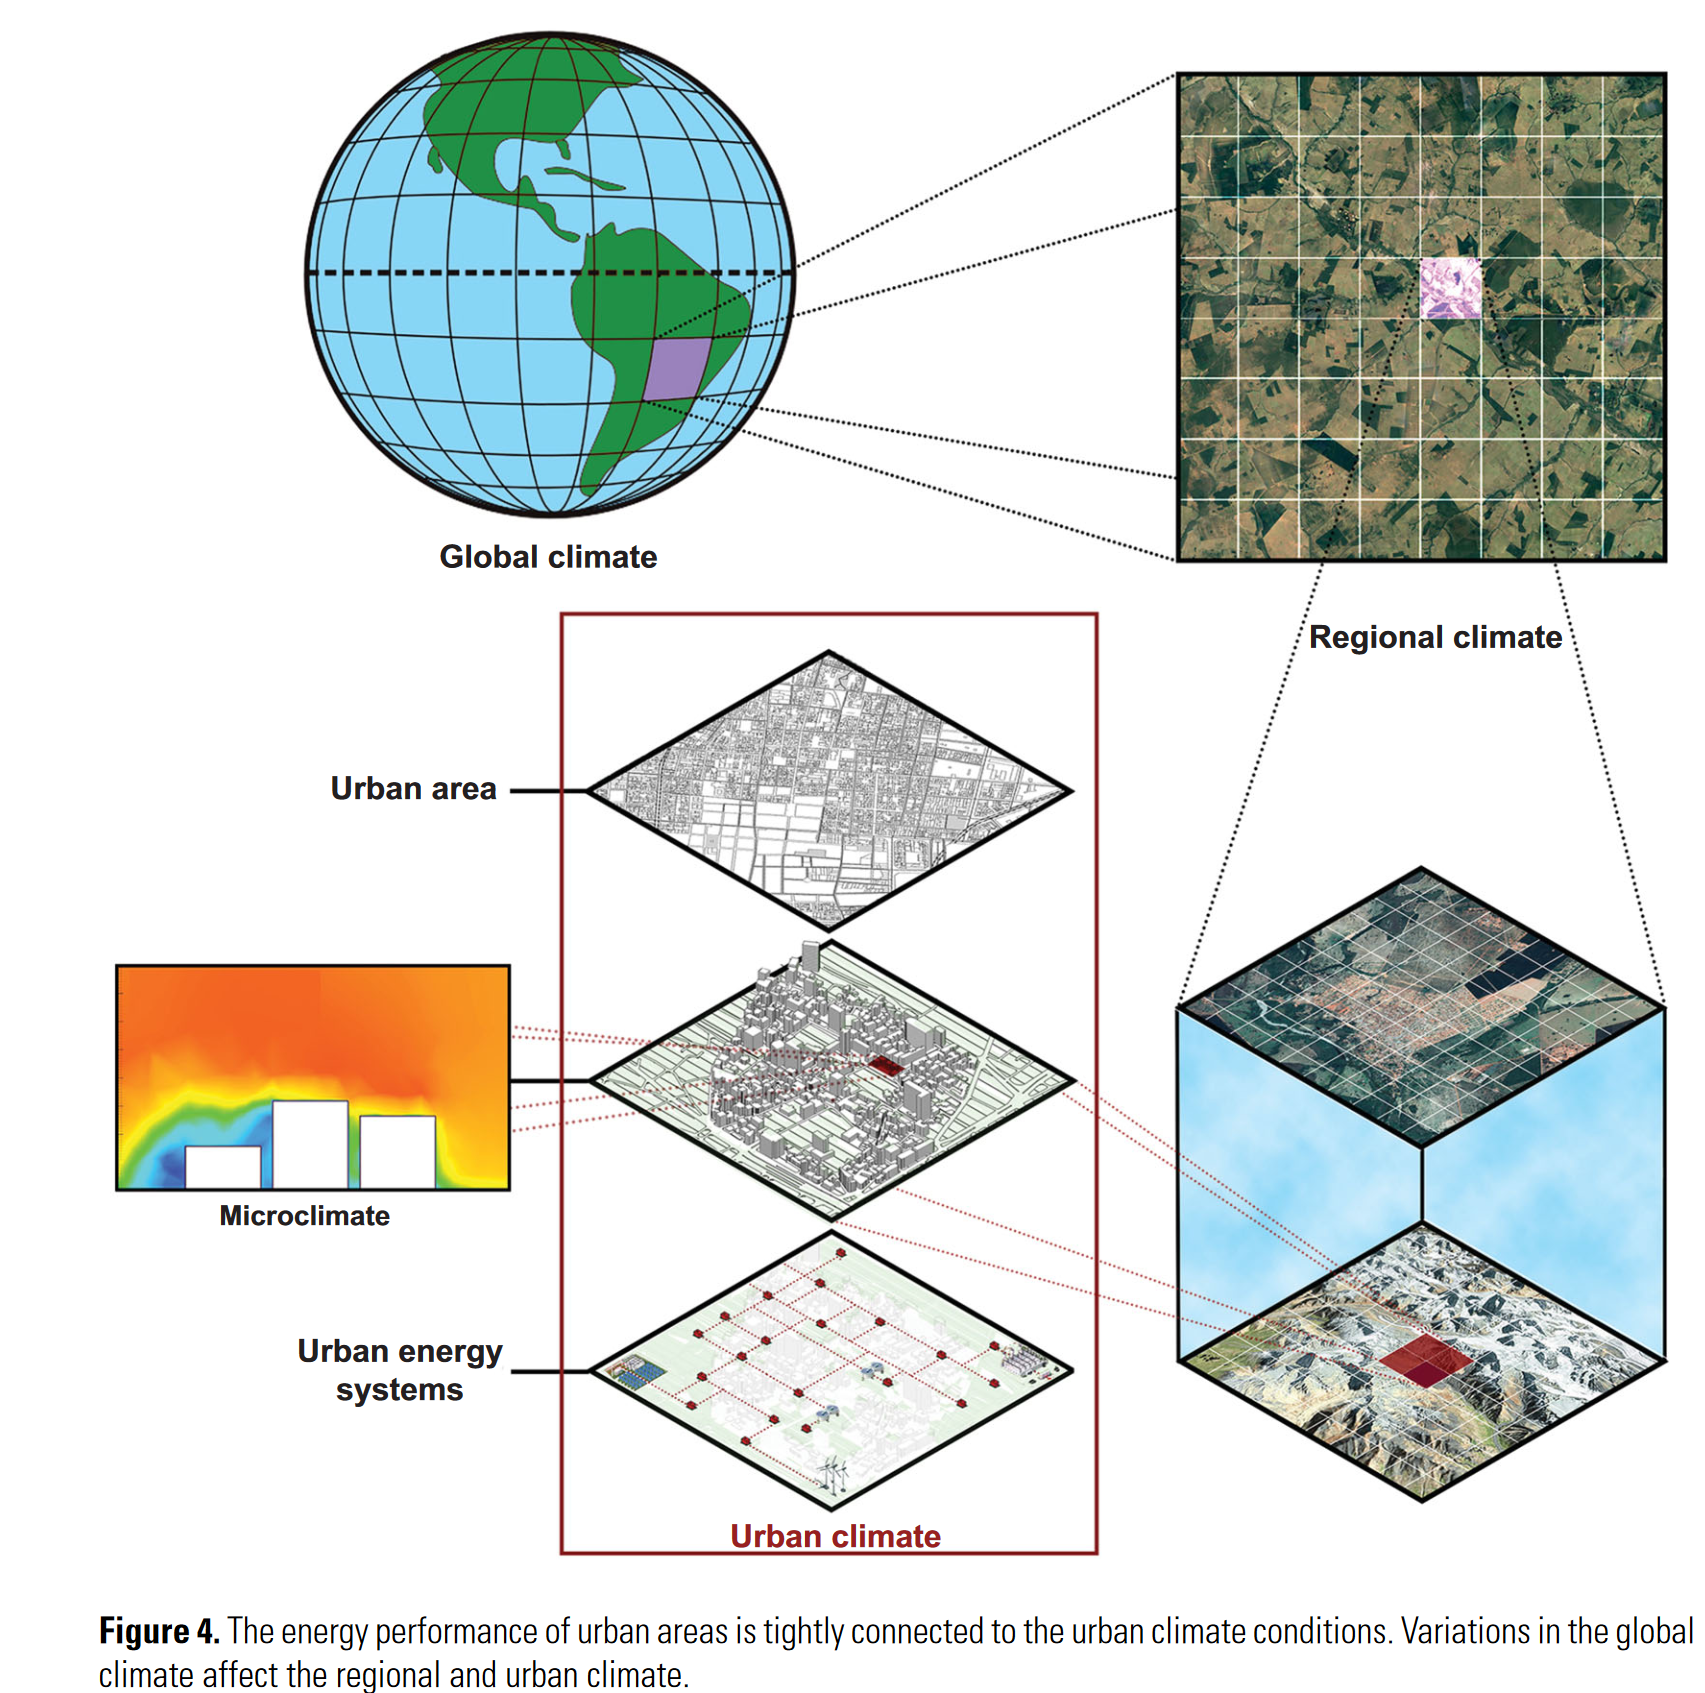 Global climate
Regional climate
Urban area
Microclimate
Urban energy
systems
Urban climate
Figure 4. The energy performance of urban areas is tightly connected to the urban climate conditions. Variations in the global
climate affect the regional and urban climate.